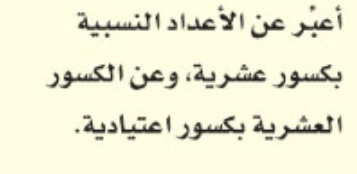 أعبّر عن الأعداد النسبية
بكسور عشرية، وعن الكسور
العشرية بكسور اعتيادية.